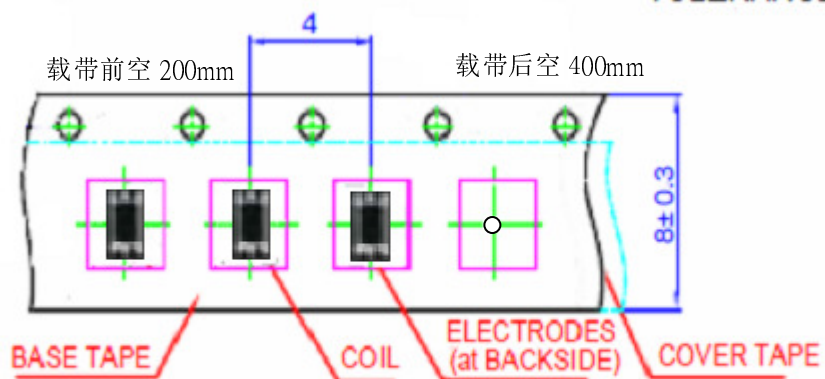 4
载带前空 200mm
载带后空 400mm
8± 0.3
BASE TAPE
COIL
ELECTRODES
(at BACKSIDE)
COVER TAPE